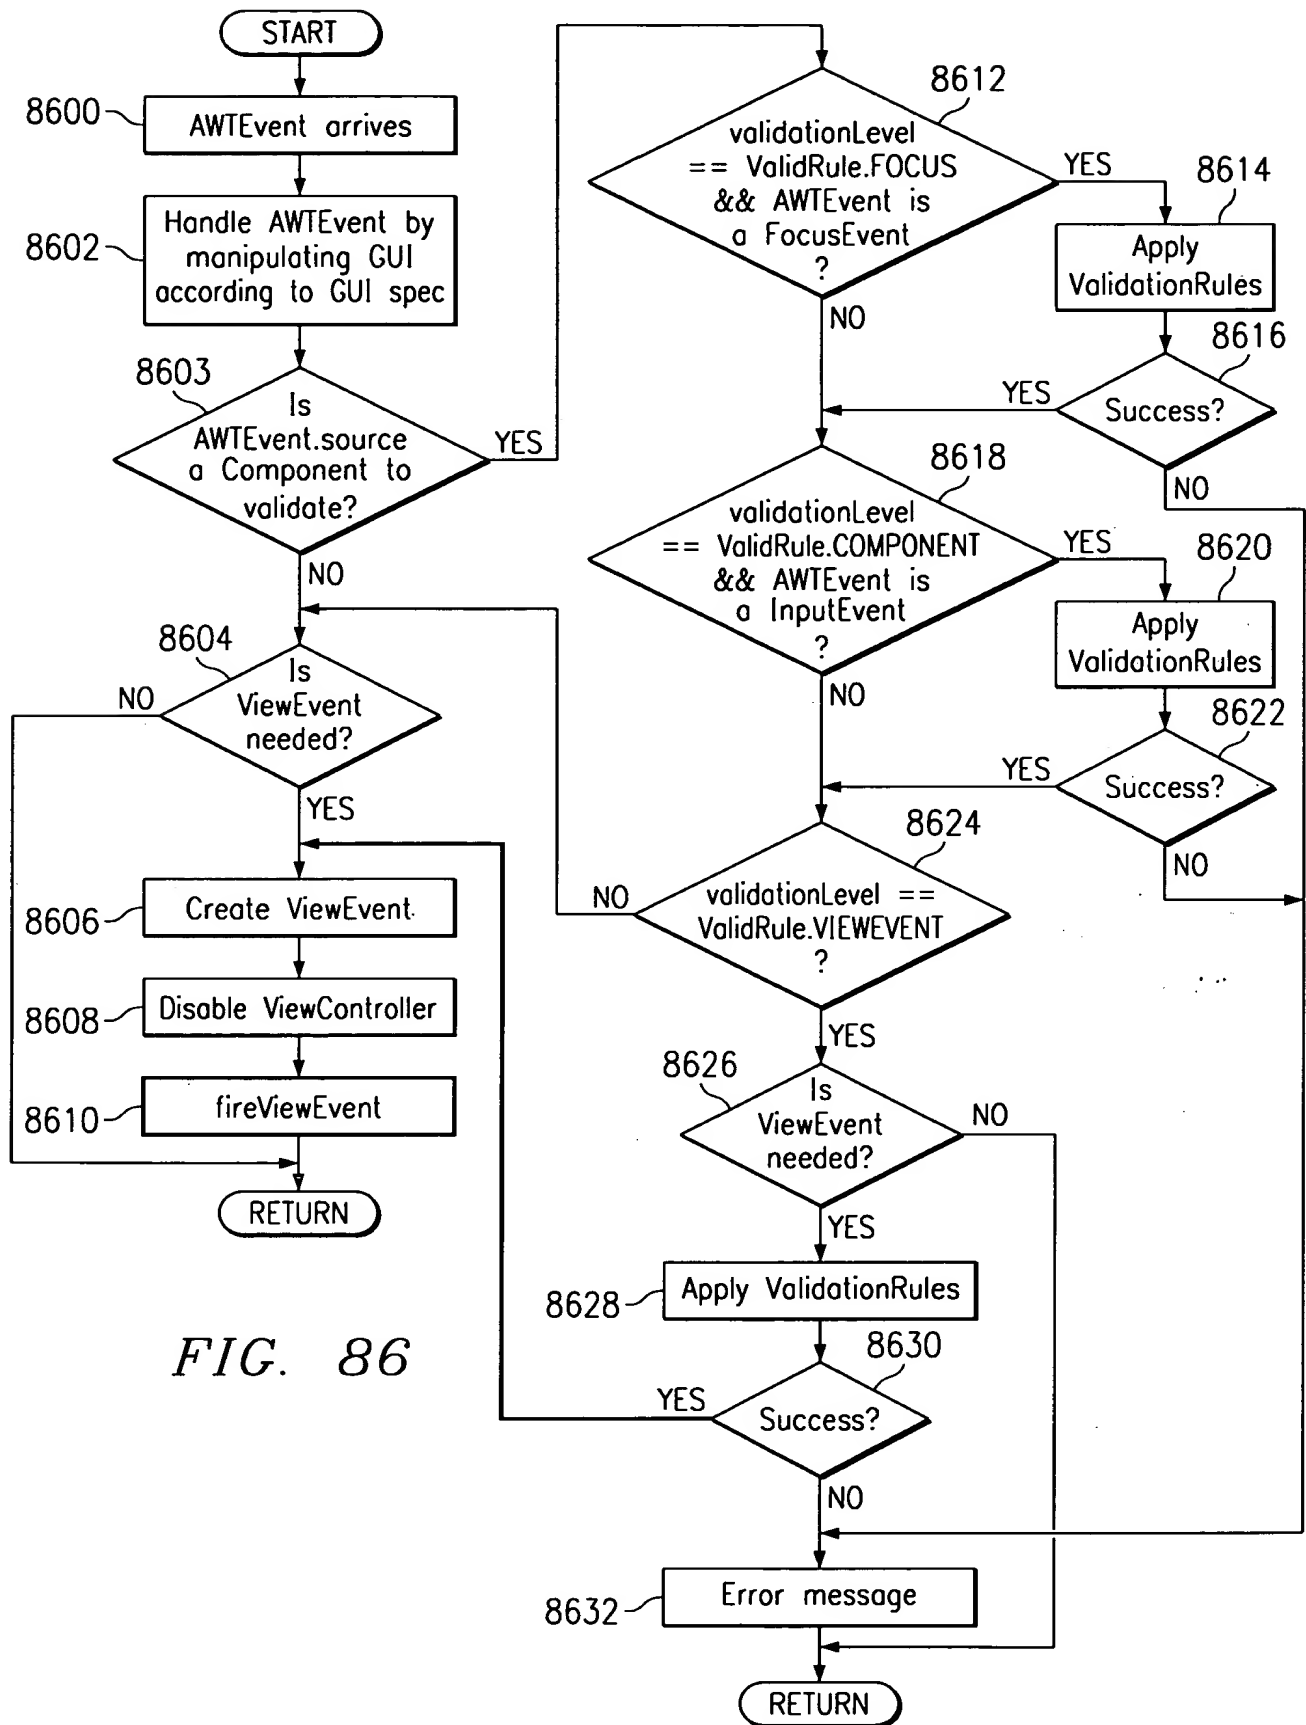 START
8600
AWTEvent arrives
8602
Handle AWTEvent by
manipulating GUI
according to GUI spec
8603
Is
AWTEvent.source
a Component to
validate?
YES
NO
8604
Is
ViewEvent
needed?
NO
YES
8606
Create ViewEvent
8608
Disable ViewController
8610
fireViewEvent
RETURN
FIG. 86
8612
validationLevel
== ValidRule.FOCUS
&& AWTEvent is
a FocusEvent
?
YES
NO
8614
Apply
ValidationRules
8616
Success?
YES
NO
8618
validationLevel
== ValidRule.COMPONENT
&& AWTEvent is
a InputEvent
?
YES
NO
8620
Apply
ValidationRules
8622
Success?
YES
NO
8624
validationLevel ==
ValidRule.VIEWEVENT
?
NO
YES
8626
Is
ViewEvent
needed?
NO
YES
8628
Apply ValidationRules
8630
Success?
YES
NO
8632
Error message
RETURN